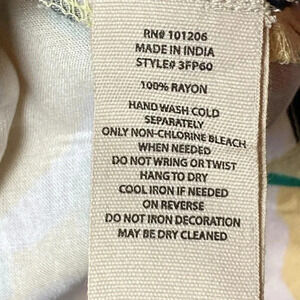 RN# 101206
MADE IN INDIA
STYLE# 3FP60
100% RAYON
HAND WASH COLD
SEPARATELY
ONLY NON-CHLORINE BLEACH
WHEN NEEDED
DO NOT WRING OR TWIST
HANG TO DRY
COOL IRON IF NEEDED
ON REVERSE
DO NOT IRON DECORATION
MAY BE DRY CLEANED